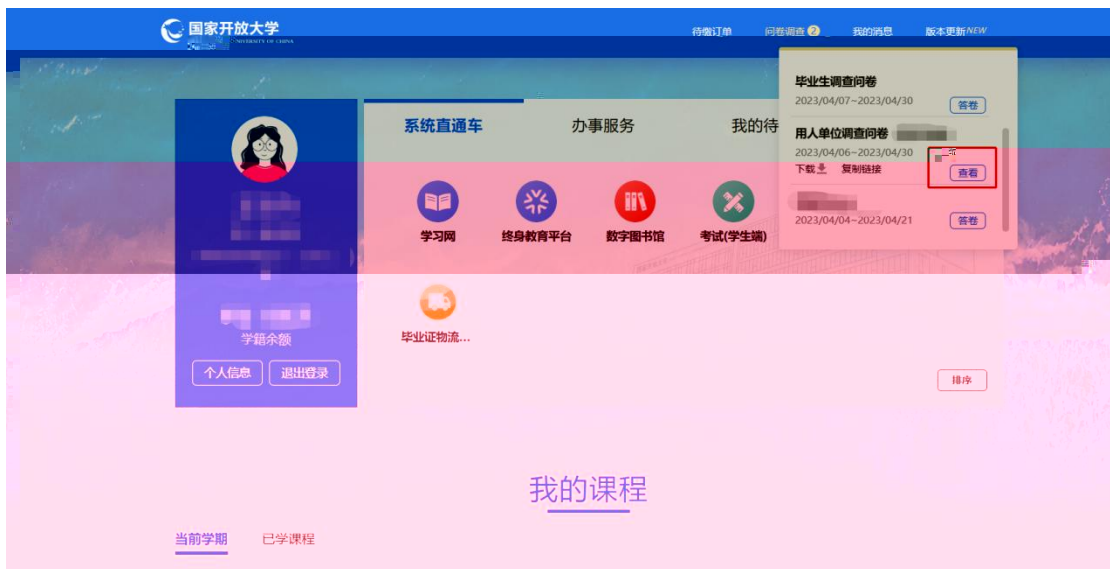 国家开放大学
待缴订单 问卷调查 2 我的消息 版本更新NEW
毕业生调查问卷
2023/04/07~2023/04/30 答卷
用人单位调查问卷
2023/04/06~2023/04/30
下载 复制链接 查看
2023/04/04~2023/04/21 答卷
系统直通车 办事服务 我的待
学习网 终身教育平台 数字图书馆 考试(学生端)
毕业证物流...
学籍余额
个人信息 退出登录
排序
我的课程
当前学期 已学课程